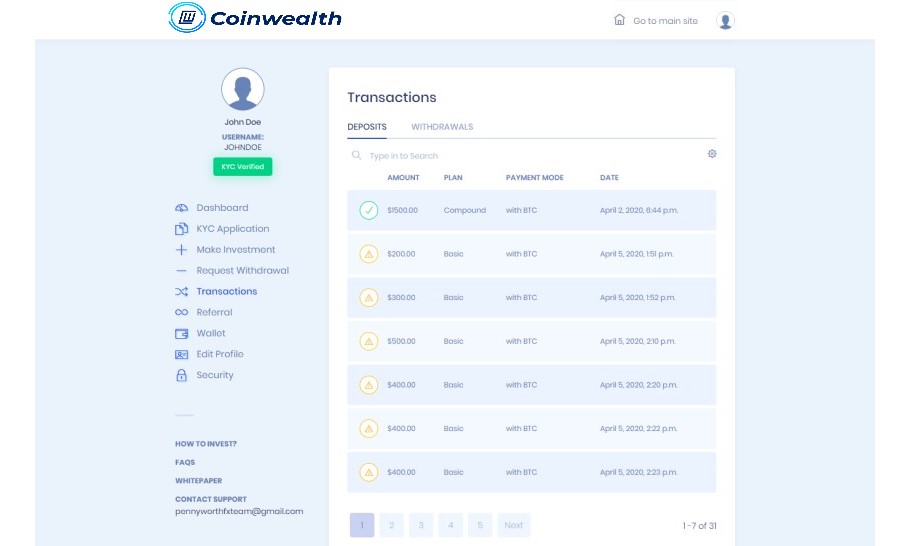 Coinwealth
Go to main site
John Doe
USERNAME:
JOHNDOE
KYC Verified
Dashboard
KYC Application
Make Investment
Request Withdrawal
Transactions
Referral
Wallet
Edit Profile
Security
HOW TO INVEST?
FAQS
WHITEPAPER
CONTACT SUPPORT
pennyworthfxteam@gmail.com
Transactions
DEPOSITS WITHDRAWALS
Type in to Search
AMOUNT PLAN PAYMENT MODE DATE
$1500.00 Compound with BTC April 2, 2020, 6:44 p.m.
$200.00 Basic with BTC April 5, 2020, 1:51 p.m.
$300.00 Basic with BTC April 5, 2020, 1:52 p.m.
$500.00 Basic with BTC April 5, 2020, 2:10 p.m.
$400.00 Basic with BTC April 5, 2020, 2:20 p.m.
$400.00 Basic with BTC April 5, 2020, 2:22 p.m.
$400.00 Basic with BTC April 5, 2020, 2:23 p.m.
1 2 3 4 5 Next 1 -7 of 31